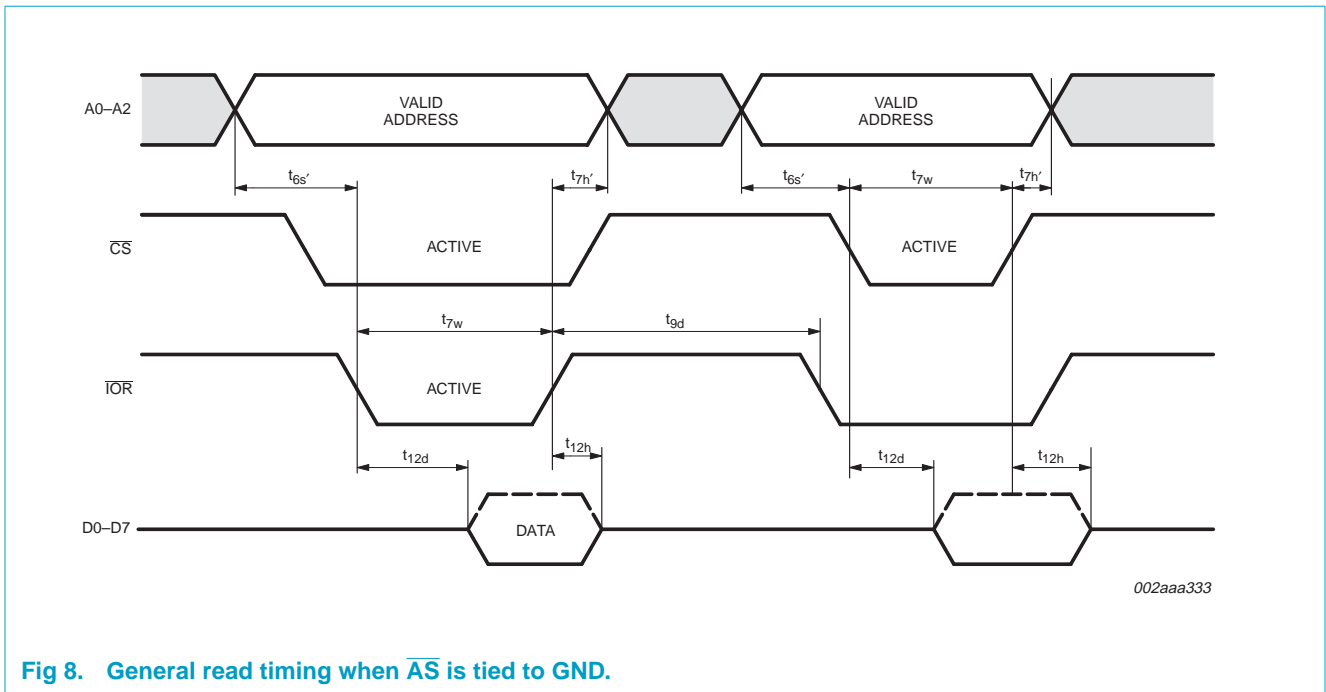 A0–A2
VALID
ADDRESS
VALID
ADDRESS
t6s′
t7h′
t6s′
t7w
t7h′
CS
ACTIVE
ACTIVE
t7w
t9d
IOR
ACTIVE
t12d
t12h
t12d
t12h
D0–D7
DATA
002aaa333
Fig 8. General read timing when AS is tied to GND.